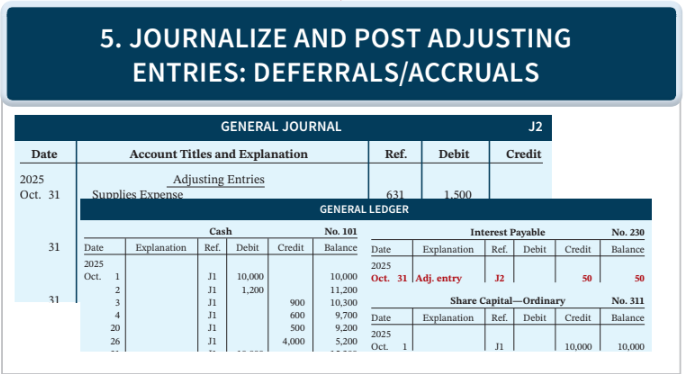 5. JOURNALIZE AND POST ADJUSTING
ENTRIES: DEFERRALS/ACCRUALS
GENERAL JOURNAL J2
Date Account Titles and Explanation Ref. Debit Credit
2025 Adjusting Entries
Oct. 31 Supplies Expense 631 1,500
31
31
GENERAL LEDGER
Cash No. 101
Date Explanation Ref. Debit Credit Balance
2025
Oct. 1 J1 10,000 10,000
2 J1 1,200 11,200
3 J1 900 10,300
4 J1 600 9,700
20 J1 500 9,200
26 J1 4,000 5,200
Interest Payable No. 230
Date Explanation Ref. Debit Credit Balance
2025
Oct. 31 Adj. entry J2 50 50
Share Capital—Ordinary No. 311
Date Explanation Ref. Debit Credit Balance
2025
Oct. 1 J1 10,000 10,000